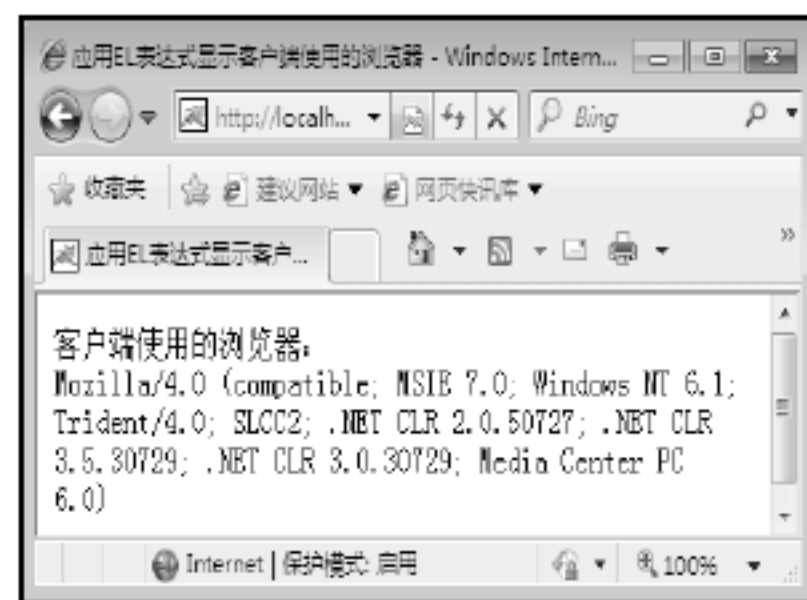 应用EL表达式显示客户端使用的浏览器 - Windows Intern...
http://localh...
Bing
收藏夹 建议网站 网页快讯库
应用EL表达式显示客户...
客户端使用的浏览器:
Mozilla/4.0 (compatible; MSIE 7.0; Windows NT 6.1;
Trident/4.0; SLCC2; .NET CLR 2.0.50727; .NET CLR
3.5.30729; .NET CLR 3.0.30729; Media Center PC
6.0)
Internet | 保护模式: 启用
100%